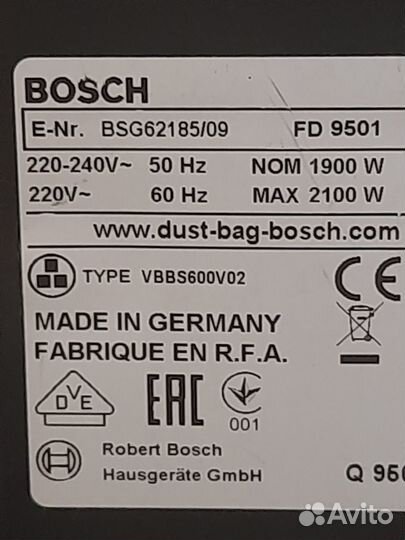 BOSCH
E-Nr. BSG62185/09 FD 9501
220-240V~ 50 Hz NOM 1900 W
220V~ 60 Hz MAX 2100 W
www.dust-bag-bosch.com
TYPE VBBS600V02 CE
MADE IN GERMANY
FABRIQUE EN R.F.A.
DVE EAC
001
Robert Bosch
Hausgeräte GmbH Q
Avito